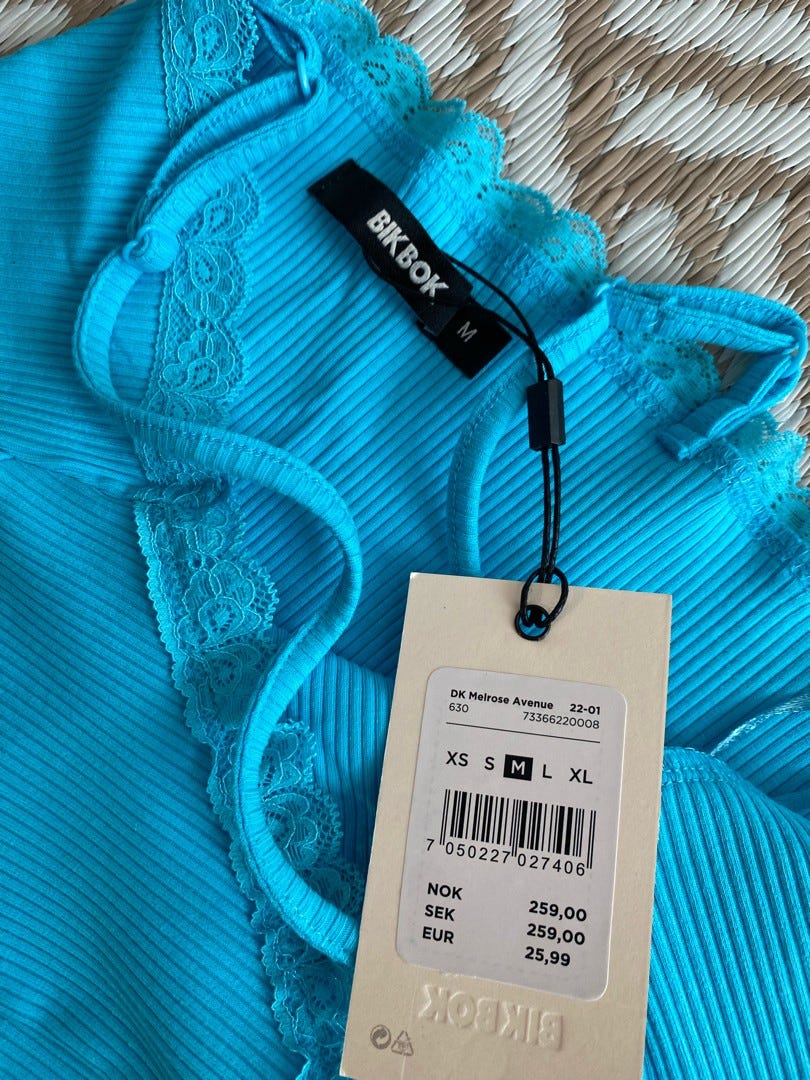 BIKBOK
M
DK Melrose Avenue 22-01
630 73366220008
XS S M L XL
7 050227 027406
NOK 259,00
SEK 259,00
EUR 25,99
BIKBOK